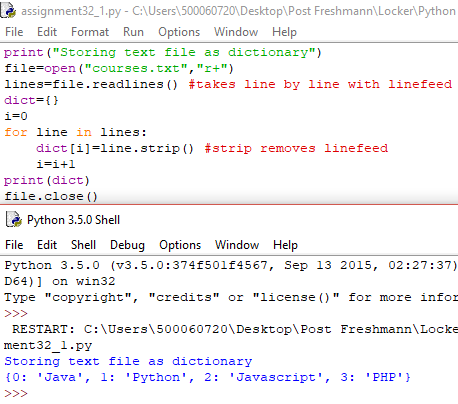 assignment32_1.py - C:\Users\500060720\Desktop\Post Freshmann\Locker\Python
File Edit Format Run Options Window Help
print("Storing text file as dictionary")
file=open("courses.txt","r+")
lines=file.readlines() #takes line by line with linefeed
dict={}
i=0
for line in lines:
    dict[i]=line.strip() #strip removes linefeed
    i=i+1
print(dict)
file.close()
Python 3.5.0 Shell
File Edit Shell Debug Options Window Help
Python 3.5.0 (v3.5.0:374f501f4567, Sep 13 2015, 02:27:37)
D64)] on win32
Type "copyright", "credits" or "license()" for more infor
>>>
 RESTART: C:\Users\500060720\Desktop\Post Freshmann\Locke
ment32_1.py
Storing text file as dictionary
{0: 'Java', 1: 'Python', 2: 'Javascript', 3: 'PHP'}
>>>